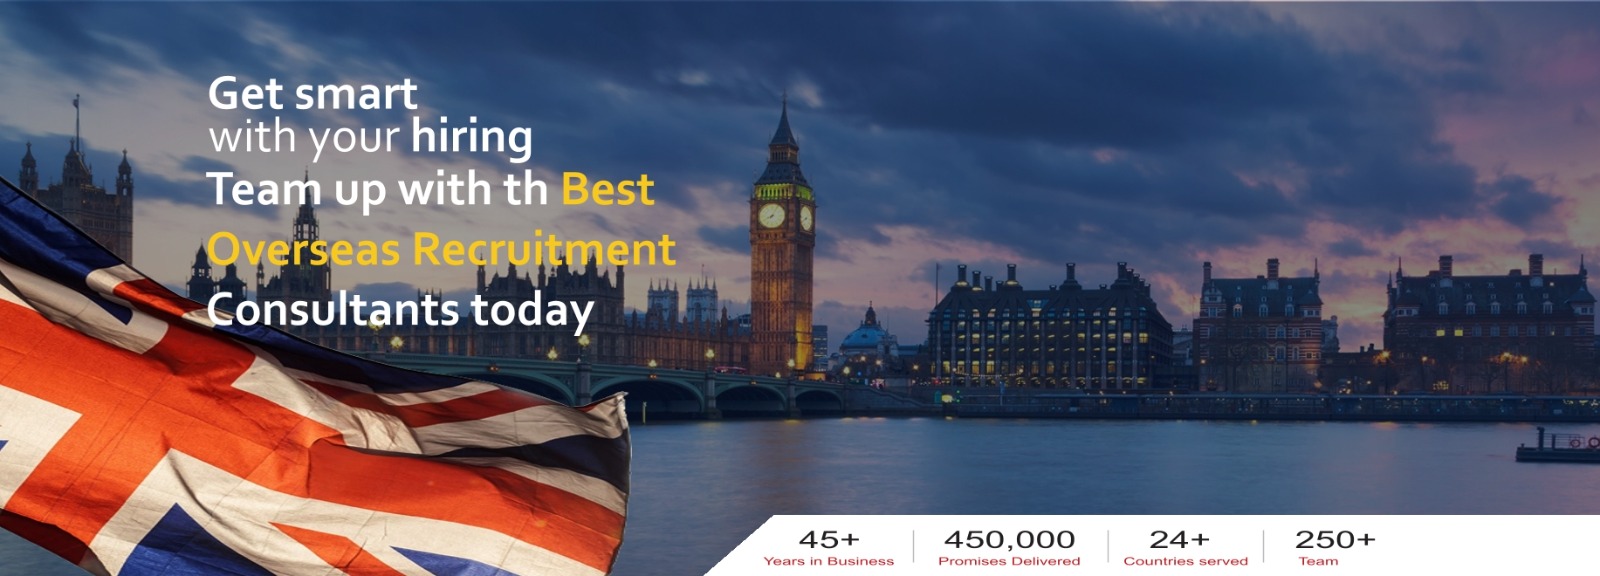 Get smart
with your hiring
Team up with th Best
Overseas Recruitment
Consultants today
45+ 450,000 24+ 250+
Years in Business Promises Delivered Countries served Team